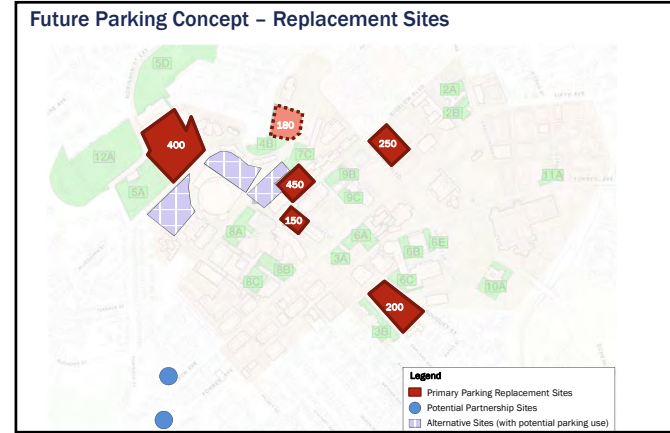 Future Parking Concept – Replacement Sites
5D
2A
2B
180
4B
400
250
7C
12A
9B
11A
450
5A
9C
150
8A
6A
6E
3A
6B
8B
8C
6C
10A
200
3B
Legend
Primary Parking Replacement Sites
Potential Partnership Sites
Alternative Sites (with potential parking use)